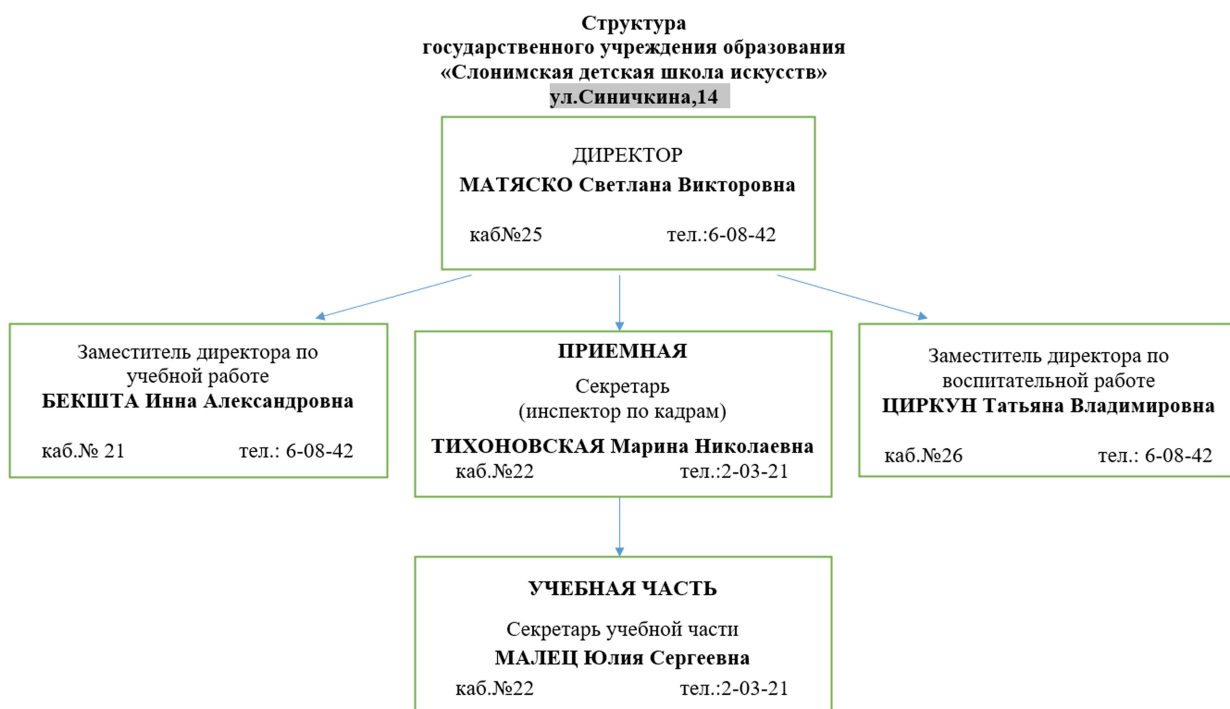 Структура
государственного учреждения образования
«Слонимская детская школа искусств»
ул.Синичкина,14
ДИРЕКТОР
МАТЯСКО Светлана Викторовна
каб№25 тел.:6-08-42
Заместитель директора по
учебной работе
БЕКШТА Инна Александровна
каб.№ 21 тел.: 6-08-42
ПРИЕМНАЯ
Секретарь
(инспектор по кадрам)
ТИХОНОВСКАЯ Марина Николаевна
каб.№22 тел.:2-03-21
Заместитель директора по
воспитательной работе
ЦИРКУН Татьяна Владимировна
каб.№26 тел.: 6-08-42
УЧЕБНАЯ ЧАСТЬ
Секретарь учебной части
МАЛЕЦ Юлия Сергеевна
каб.№22 тел.:2-03-21